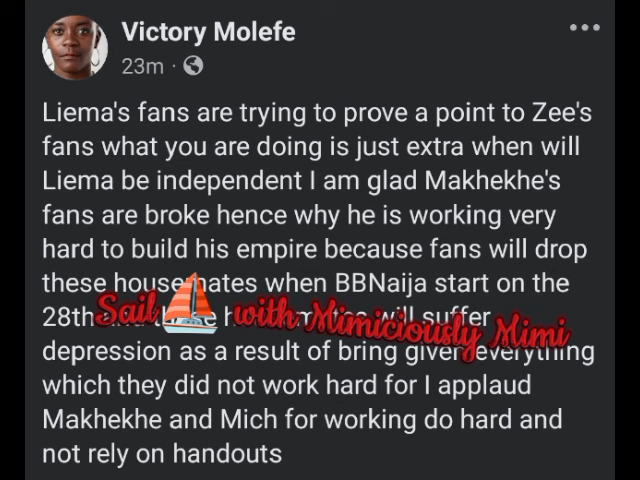 Victory Molefe
23m
Liema's fans are trying to prove a point to Zee's
fans what you are doing is just extra when will
Liema be independent I am glad Makhekhe's
fans are broke hence why he is working very
hard to build his empire because fans will drop
these housemates when BBNaija start on the
28th will suffer
Sail with Mimiciously Mimi
depression as a result of bring given everything
which they did not work hard for I applaud
Makhekhe and Mich for working do hard and
not rely on handouts